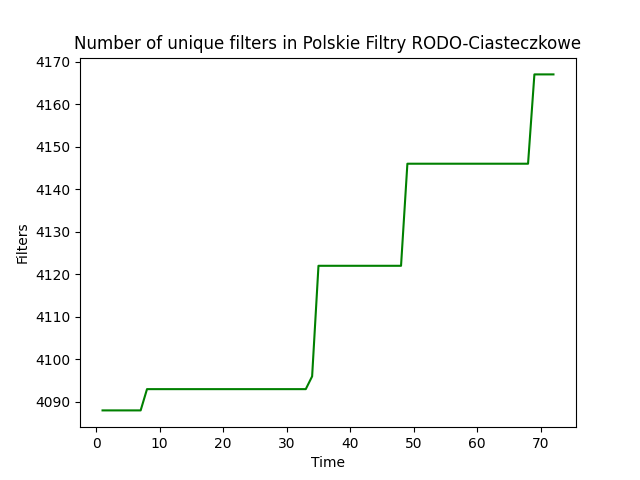 Number of unique filters in Polskie Filtry RODO-Ciasteczkowe
4170
4160
4150
4140
4130
4120
4110
4100
4090
Filters
0 10 20 30 40 50 60 70
Time